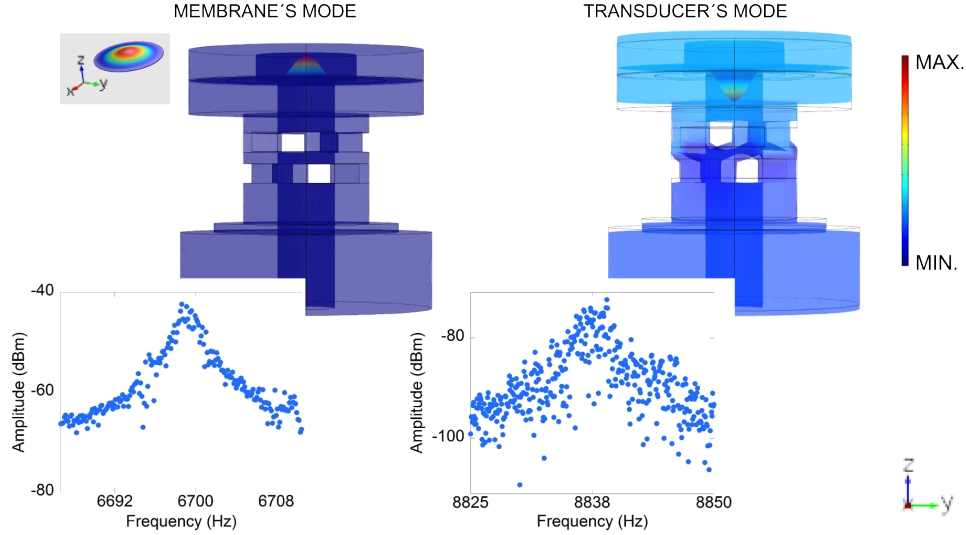 MEMBRANE´S MODE
TRANSDUCER´S MODE
z
y
x
MAX.
MIN.
-40
-60
-80
Amplitude (dBm)
6692 6700 6708
Frequency (Hz)
-80
-100
Amplitude (dBm)
8825 8838 8850
Frequency (Hz)
z
x
y